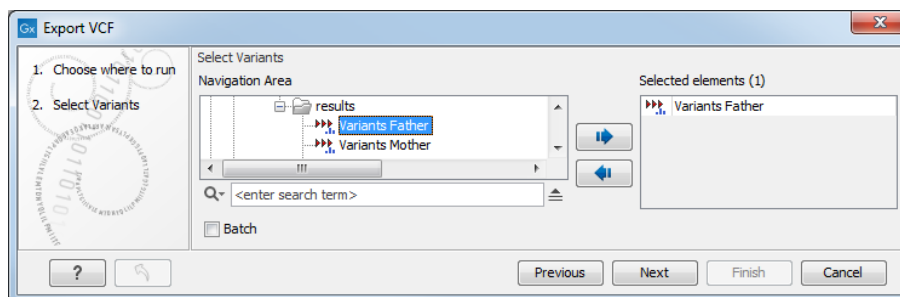 Gx Export VCF
1. Choose where to run
2. Select Variants
Select Variants
Navigation Area
results
Variants Father
Variants Mother
<enter search term>
Batch
Selected elements (1)
Variants Father
?
Previous
Next
Finish
Cancel